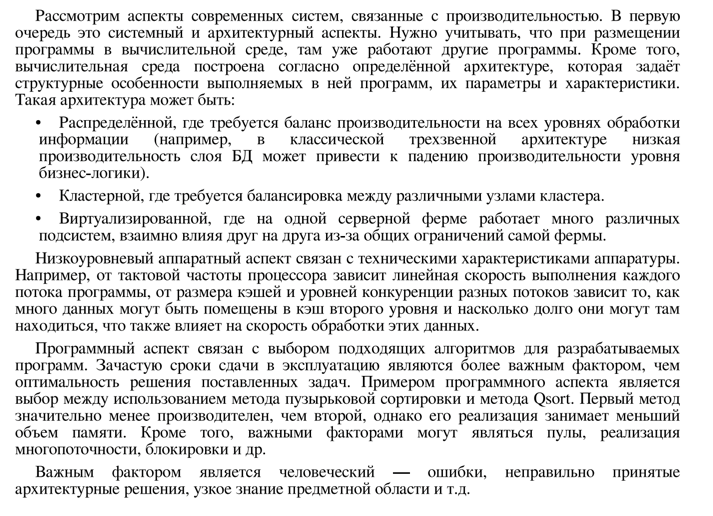 Рассмотрим аспекты современных систем, связанные с производительностью. В первую
очередь это системный и архитектурный аспекты. Нужно учитывать, что при размещении
программы в вычислительной среде, там уже работают другие программы. Кроме того,
вычислительная среда построена согласно определённой архитектуре, которая задаёт
структурные особенности выполняемых в ней программ, их параметры и характеристики.
Такая архитектура может быть:
• Распределённой, где требуется баланс производительности на всех уровнях обработки
информации (например, в классической трехзвенной архитектуре низкая
производительность слоя БД может привести к падению производительности уровня
бизнес-логики).
• Кластерной, где требуется балансировка между различными узлами кластера.
• Виртуализированной, где на одной серверной ферме работает много различных
подсистем, взаимно влияя друг на друга из-за общих ограничений самой фермы.
Низкоуровневый аппаратный аспект связан с техническими характеристиками аппаратуры.
Например, от тактовой частоты процессора зависит линейная скорость выполнения каждого
потока программы, от размера кэшей и уровней конкуренции разных потоков зависит то, как
много данных могут быть помещены в кэш второго уровня и насколько долго они могут там
находиться, что также влияет на скорость обработки этих данных.
Программный аспект связан с выбором подходящих алгоритмов для разрабатываемых
программ. Зачастую сроки сдачи в эксплуатацию являются более важным фактором, чем
оптимальность решения поставленных задач. Примером программного аспекта является
выбор между использованием метода пузырьковой сортировки и метода Qsort. Первый метод
значительно менее производителен, чем второй, однако его реализация занимает меньший
объем памяти. Кроме того, важными факторами могут являться пулы, реализация
многопоточности, блокировки и др.
Важным фактором является человеческий — ошибки, неправильно принятые
архитектурные решения, узкое знание предметной области и т.д.